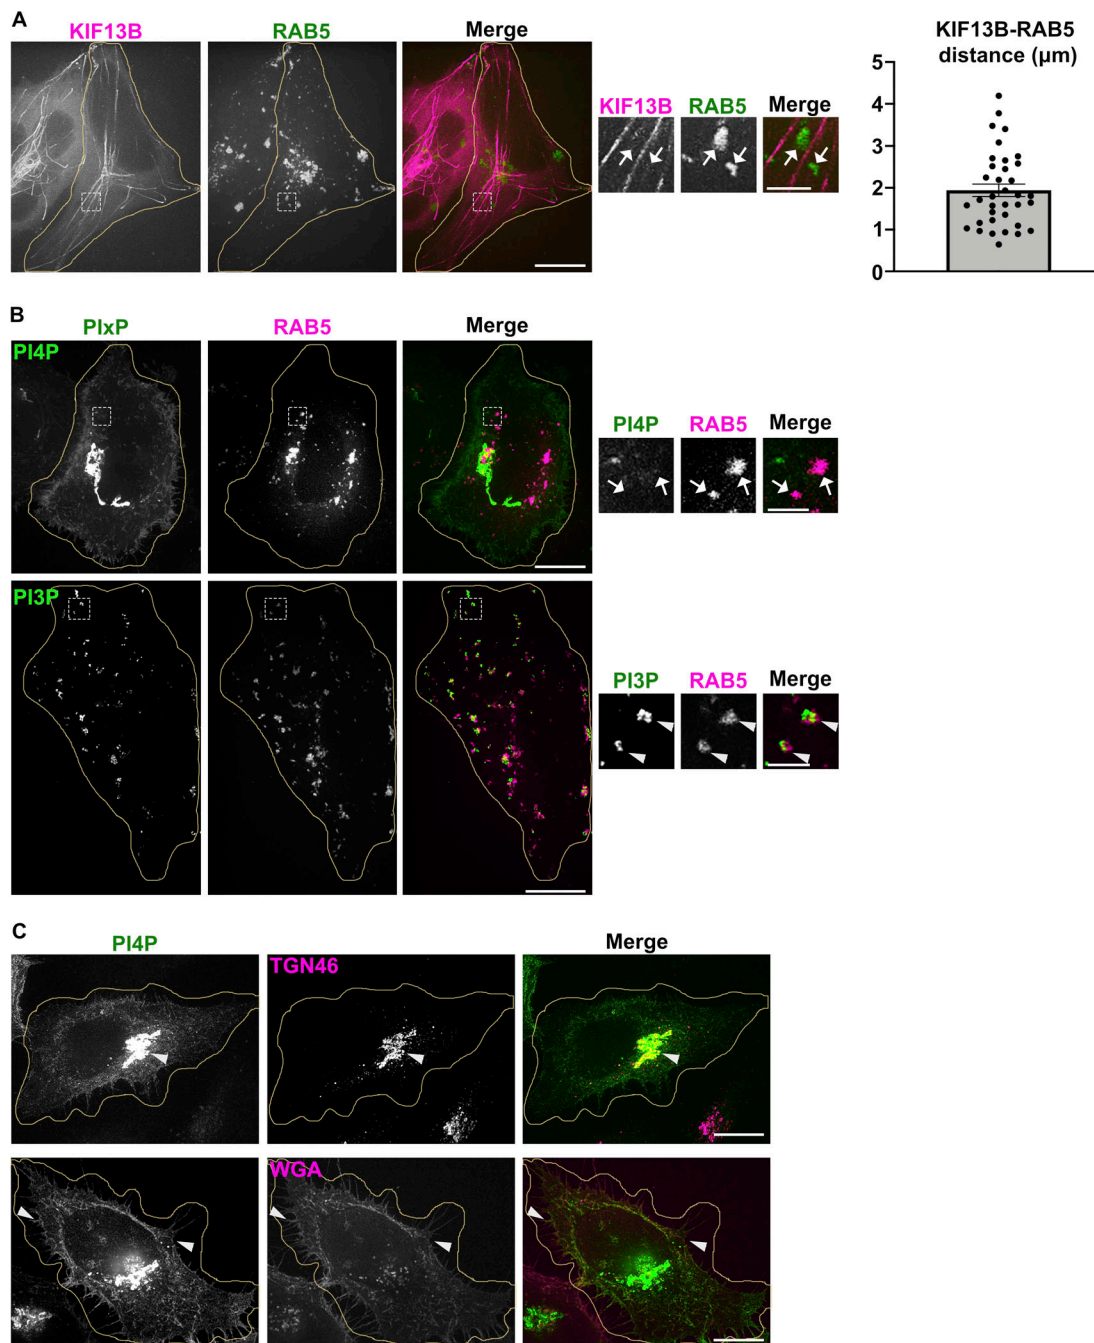 A
KIF13B RAB5 Merge
KIF13B RAB5 Merge
KIF13B-RAB5
distance (µm)
5
4
3
2
1
0
B
PIxP RAB5 Merge
PI4P
PI4P RAB5 Merge
PI3P
PI3P RAB5 Merge
C
PI4P Merge
TGN46
WGA